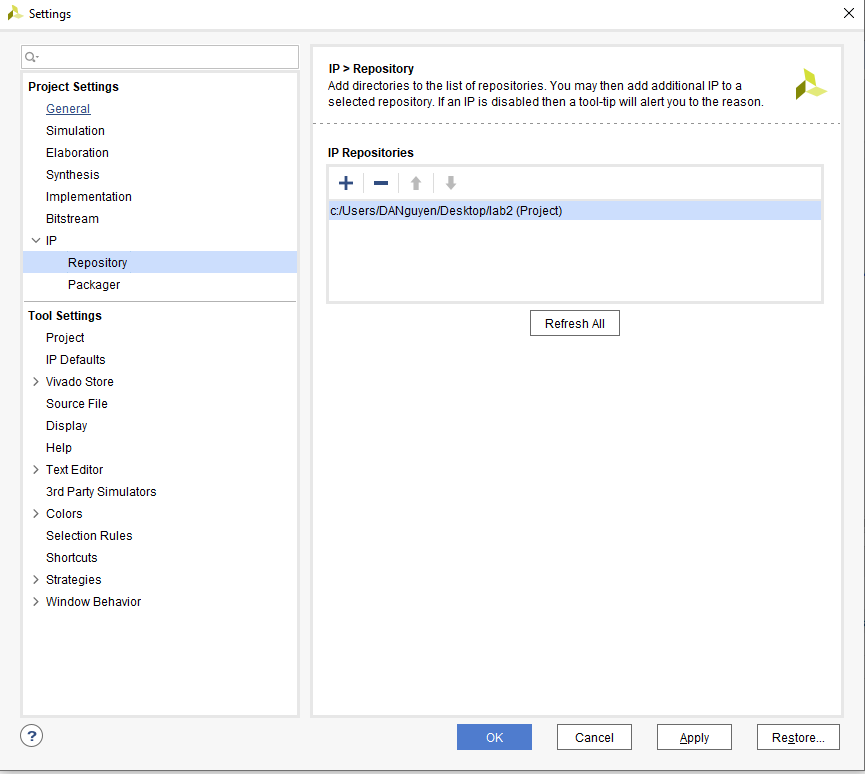 Settings
Project Settings
General
Simulation
Elaboration
Synthesis
Implementation
Bitstream
IP
Repository
Packager
Tool Settings
Project
IP Defaults
Vivado Store
Source File
Display
Help
Text Editor
3rd Party Simulators
Colors
Selection Rules
Shortcuts
Strategies
Window Behavior
IP > Repository
Add directories to the list of repositories. You may then add additional IP to a
selected repository. If an IP is disabled then a tool-tip will alert you to the reason.
IP Repositories
c:/Users/DANguyen/Desktop/lab2 (Project)
Refresh All
?
OK
Cancel
Apply
Restore...